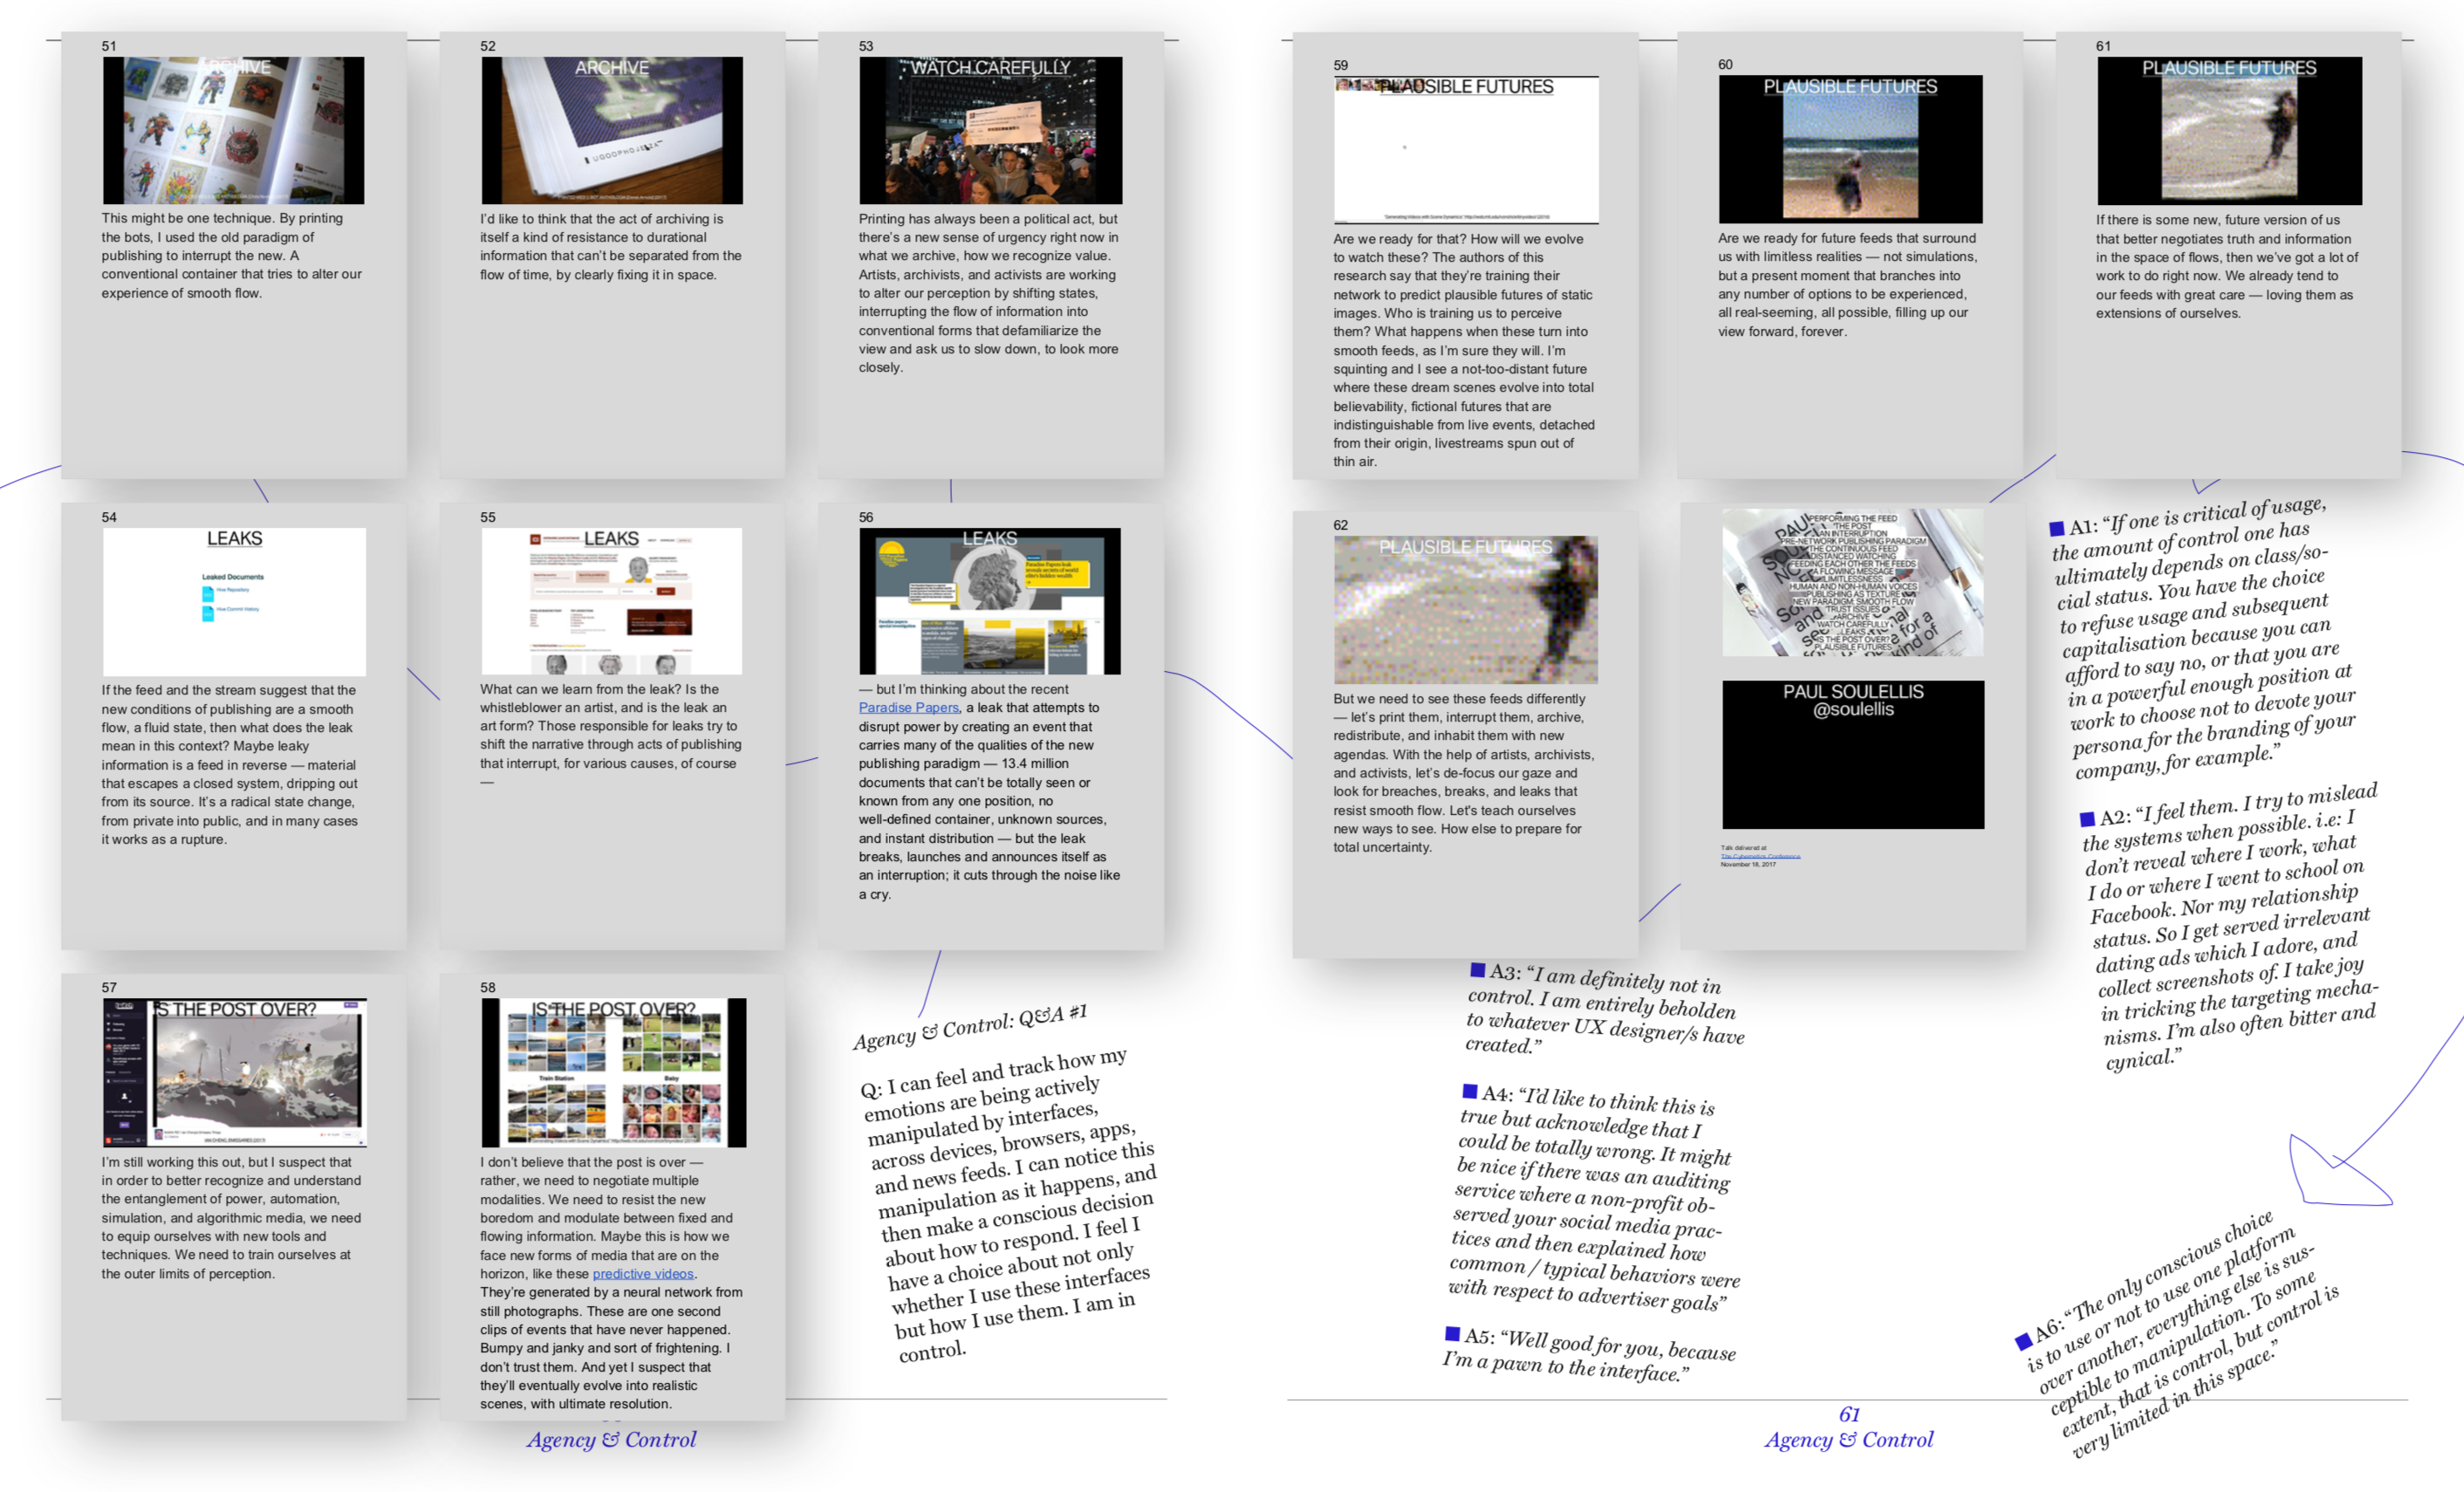 51
ARCHIVE
This might be one technique. By printing
the bots, I used the old paradigm of
publishing to interrupt the new. A
conventional container that tries to alter our
experience of smooth flow.
52
ARCHIVE
I'd like to think that the act of archiving is
itself a kind of resistance to durational
information that can't be separated from the
flow of time, by clearly fixing it in space.
53
WATCH CAREFULLY
Printing has always been a political act, but
there's a new sense of urgency right now in
what we archive, how we recognize value.
Artists, archivists, and activists are working
to alter our perception by shifting states,
interrupting the flow of information into
conventional forms that defamiliarize the
view and ask us to slow down, to look more
closely.
54
LEAKS
Leaked Documents
Hive Repository
Hive Commit History
If the feed and the stream suggest that the
new conditions of publishing are a smooth
flow, a fluid state, then what does the leak
mean in this context? Maybe leaky
information is a feed in reverse — material
that escapes a closed system, dripping out
from its source. It's a radical state change,
from private into public, and in many cases
it works as a rupture.
55
LEAKS
What can we learn from the leak? Is the
whistleblower an artist, and is the leak an
art form? Those responsible for leaks try to
shift the narrative through acts of publishing
that interrupt, for various causes, of course
—
56
LEAKS
— but I'm thinking about the recent
Paradise Papers, a leak that attempts to
disrupt power by creating an event that
carries many of the qualities of the new
publishing paradigm — 13.4 million
documents that can't be totally seen or
known from any one position, no
well-defined container, unknown sources,
and instant distribution — but the leak
breaks, launches and announces itself as
an interruption; it cuts through the noise like
a cry.
57
IS THE POST OVER?
I'm still working this out, but I suspect that
in order to better recognize and understand
the entanglement of power, automation,
simulation, and algorithmic media, we need
to equip ourselves with new tools and
techniques. We need to train ourselves at
the outer limits of perception.
58
IS THE POST OVER?
Train Station
Baby
I don't believe that the post is over —
rather, we need to negotiate multiple
modalities. We need to resist the new
boredom and modulate between fixed and
flowing information. Maybe this is how we
face new forms of media that are on the
horizon, like these predictive videos.
They're generated by a neural network from
still photographs. These are one second
clips of events that have never happened.
Bumpy and janky and sort of frightening. I
don't trust them. And yet I suspect that
they'll eventually evolve into realistic
scenes, with ultimate resolution.
Agency & Control: Q&A #1
Q: I can feel and track how my
emotions are being actively
manipulated by interfaces,
across devices, browsers, apps,
and news feeds. I can notice this
manipulation as it happens, and
then make a conscious decision
about how to respond. I feel I
have a choice about not only
whether I use these interfaces
but how I use them. I am in
control.
Agency & Control
59
PLAUSIBLE FUTURES
Are we ready for that? How will we evolve
to watch these? The authors of this
research say that they're training their
network to predict plausible futures of static
images. Who is training us to perceive
them? What happens when these turn into
smooth feeds, as I'm sure they will. I'm
squinting and I see a not-too-distant future
where these dream scenes evolve into total
believability, fictional futures that are
indistinguishable from live events, detached
from their origin, livestreams spun out of
thin air.
60
PLAUSIBLE FUTURES
Are we ready for future feeds that surround
us with limitless realities — not simulations,
but a present moment that branches into
any number of options to be experienced,
all real-seeming, all possible, filling up our
view forward, forever.
61
PLAUSIBLE FUTURES
If there is some new, future version of us
that better negotiates truth and information
in the space of flows, then we've got a lot of
work to do right now. We already tend to
our feeds with great care — loving them as
extensions of ourselves.
62
PLAUSIBLE FUTURES
But we need to see these feeds differently
— let's print them, interrupt them, archive,
redistribute, and inhabit them with new
agendas. With the help of artists, archivists,
and activists, let's de-focus our gaze and
look for breaches, breaks, and leaks that
resist smooth flow. Let's teach ourselves
new ways to see. How else to prepare for
total uncertainty.
PERFORMING THE FEED
THE POST
AN INTERRUPTION
PRE-NETWORK PUBLISHING PARADIGM
THE CONTINUOUS FEED
DISTANCED WATCHING
FEEDING EACH OTHER THE FEEDS
A FLOWING MESSAGE
LIMITLESSNESS
HUMAN AND NON-HUMAN VOICES
PUBLISHING AS TEXTURE
NEW PARADIGM, SMOOTH FLOW
TRUST ISSUES
ARCHIVE
WATCH CAREFULLY
LEAKS
IS THE POST OVER?
PLAUSIBLE FUTURES
PAUL SOULELLIS
@soulellis
Talk delivered at
The Cybernetics Conference
November 18, 2017
A1: “If one is critical of usage,
the amount of control one has
ultimately depends on class/so-
cial status. You have the choice
to refuse usage and subsequent
capitalisation because you can
afford to say no, or that you are
in a powerful enough position at
work to choose not to devote your
persona for the branding of your
company, for example.”
A2: “I feel them. I try to mislead
the systems when possible. i.e: I
don't reveal where I work, what
I do or where I went to school on
Facebook. Nor my relationship
status. So I get served irrelevant
dating ads which I adore, and
collect screenshots of. I take joy
in tricking the targeting mecha-
nisms. I'm also often bitter and
cynical.”
A3: “I am definitely not in
control. I am entirely beholden
to whatever UX designer/s have
created.”
A4: “I'd like to think this is
true but acknowledge that I
could be totally wrong. It might
be nice if there was an auditing
service where a non-profit ob-
served your social media prac-
tices and then explained how
common / typical behaviors were
with respect to advertiser goals”
A5: “Well good for you, because
I'm a pawn to the interface.”
A6: “The only conscious choice
is to use or not to use one platform
over another, everything else is sus-
ceptible to manipulation. To some
extent, that is control, but control is
very limited in this space.”
61
Agency & Control